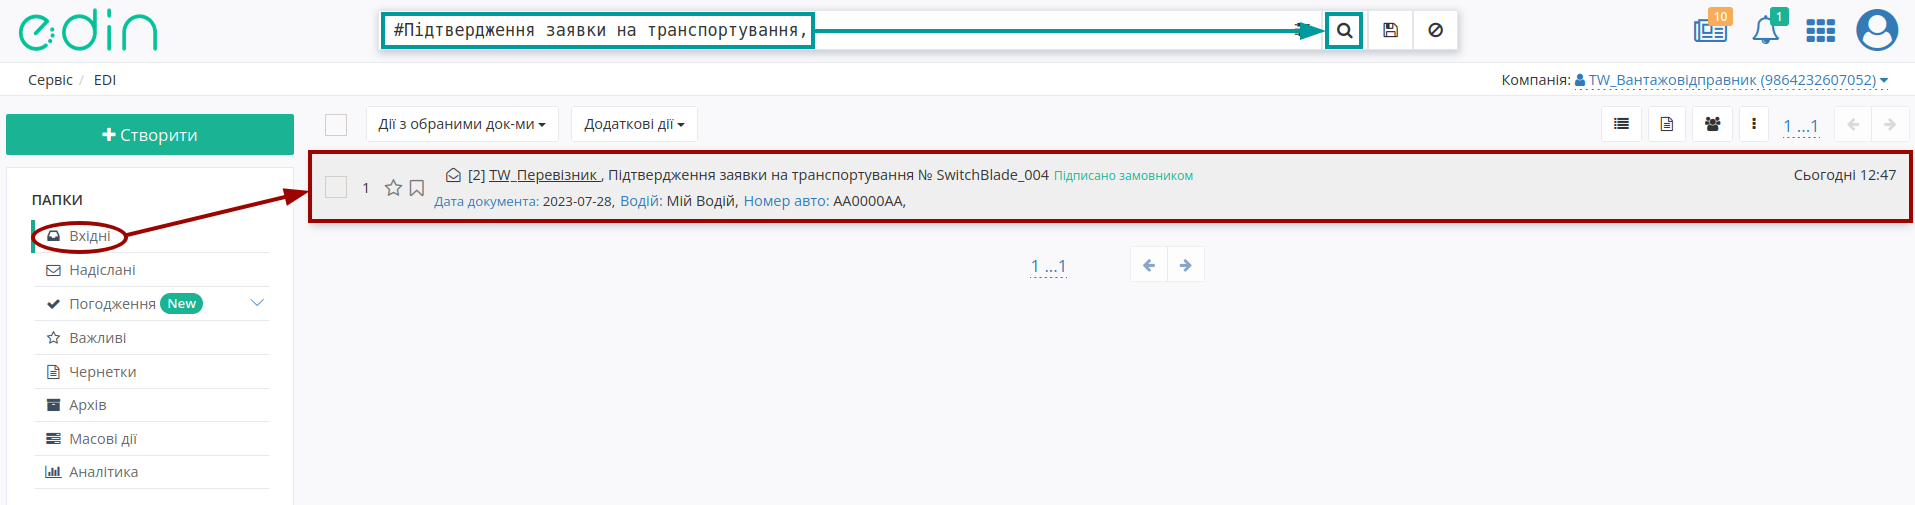 edin
#Підтвердження заявки на транспортування,
10
1
Сервіс / EDI
Компанія: TW_Вантажовідправник (9864232607052)
Створити
Дії з обраними док-ми
Додаткові дії
1 ...1
ПАПКИ
1 [2] TW_Перевізник , Підтвердження заявки на транспортування № SwitchBlade_004 Підписано замовником Сьогодні 12:47
Дата документа: 2023-07-28, Водій: Мій Водій, Номер авто: AA0000AA,
Вхідні
Надіслані
Погодження New
Важливі
Чернетки
Архів
Масові дії
Аналітика
1 ...1